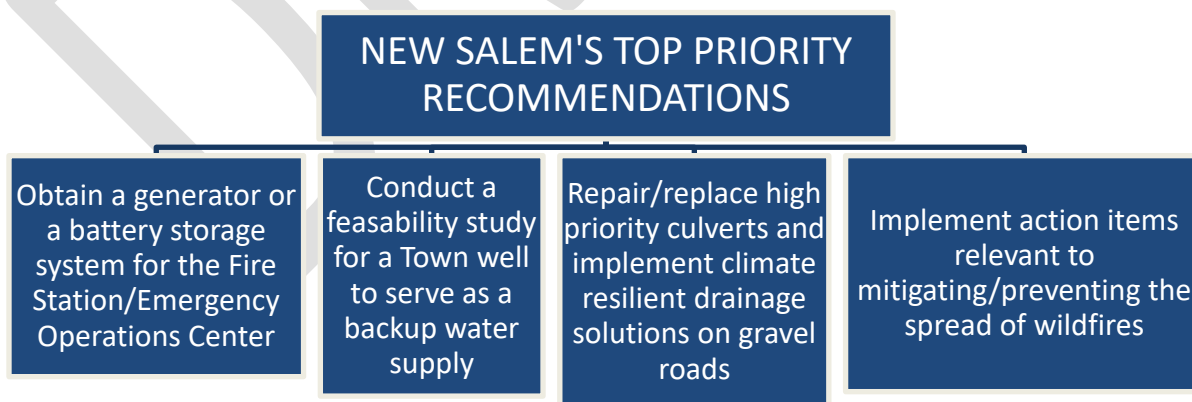 NEW SALEM'S TOP PRIORITY
RECOMMENDATIONS
Obtain a generator or
a battery storage
system for the Fire
Station/Emergency
Operations Center
Conduct a
feasability study
for a Town well
to serve as a
backup water
supply
Repair/replace high
priority culverts and
implement climate
resilient drainage
solutions on gravel
roads
Implement action items
relevant to
mitigating/preventing the
spread of wildfires